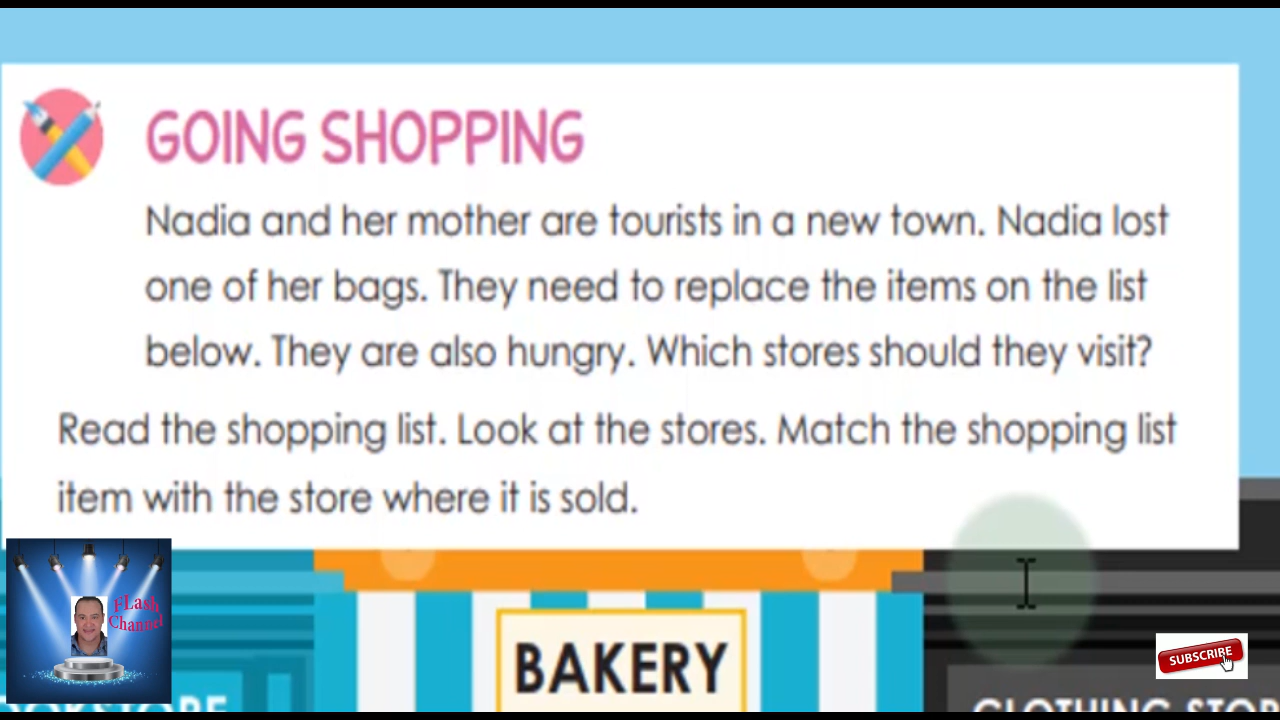 GOING SHOPPING
Nadia and her mother are tourists in a new town. Nadia lost
one of her bags. They need to replace the items on the list
below. They are also hungry. Which stores should they visit?
Read the shopping list. Look at the stores. Match the shopping list
item with the store where it is sold.
FLash
Channel
BAKERY
SUBSCRIBE